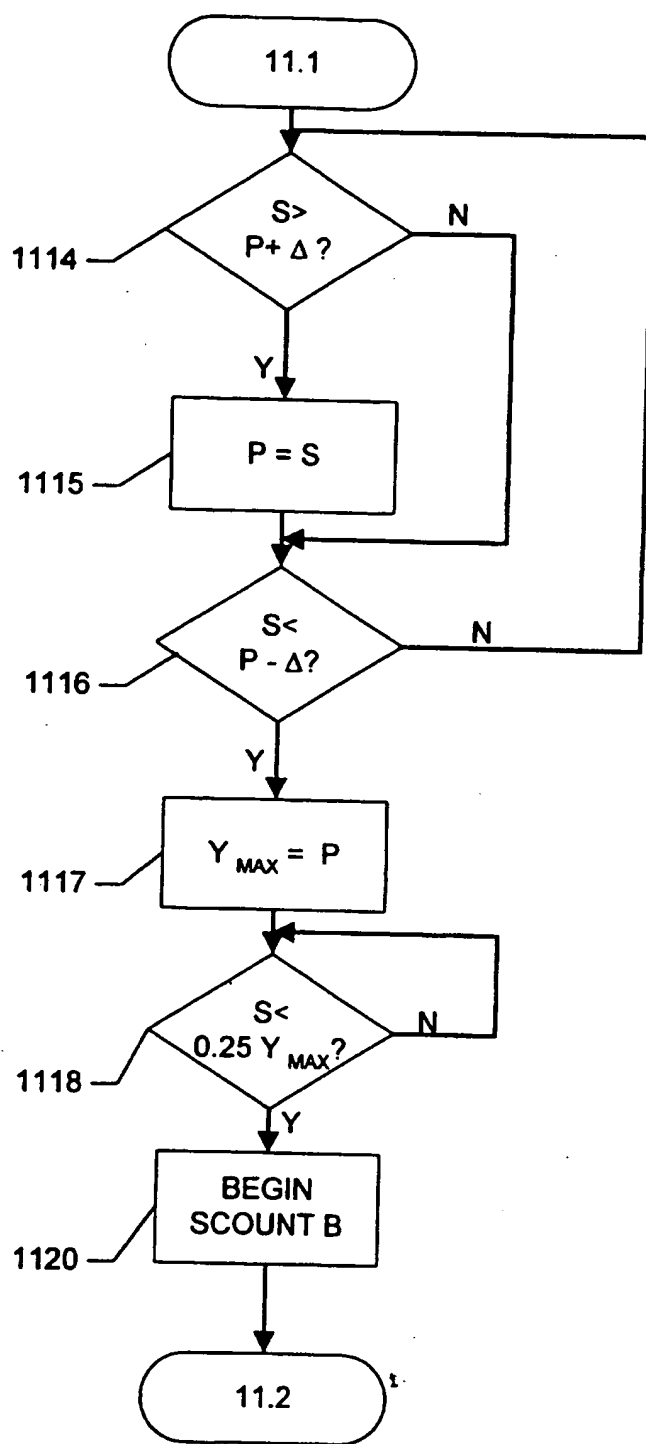 11.1
S>
P+ Δ ?
N
1114
Y
P = S
1115
S<
P - Δ?
N
1116
Y
Y MAX = P
1117
S<
0.25 Y MAX?
N
1118
Y
BEGIN
SCOUNT B
1120
11.2